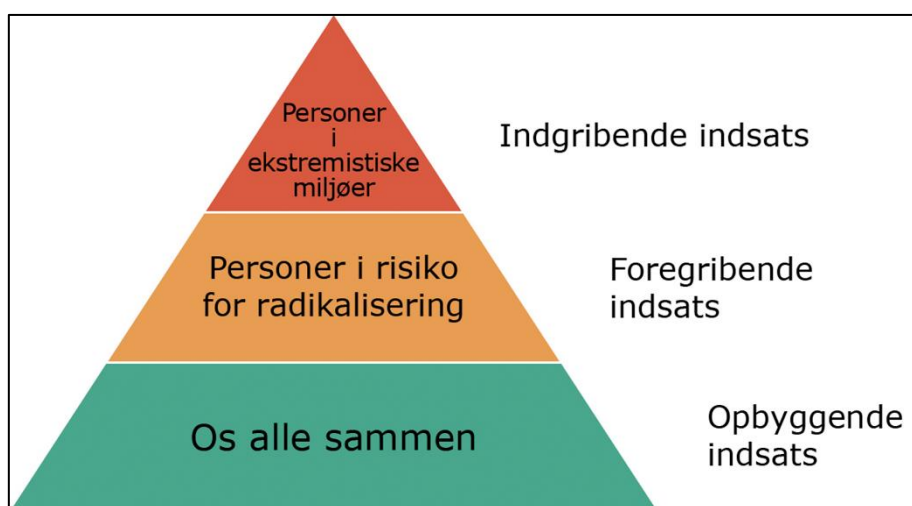 Personer
i
ekstremistiske
miljøer
Indgribende indsats
Personer i risiko
for radikalisering
Foregribende
indsats
Os alle sammen
Opbyggende
indsats